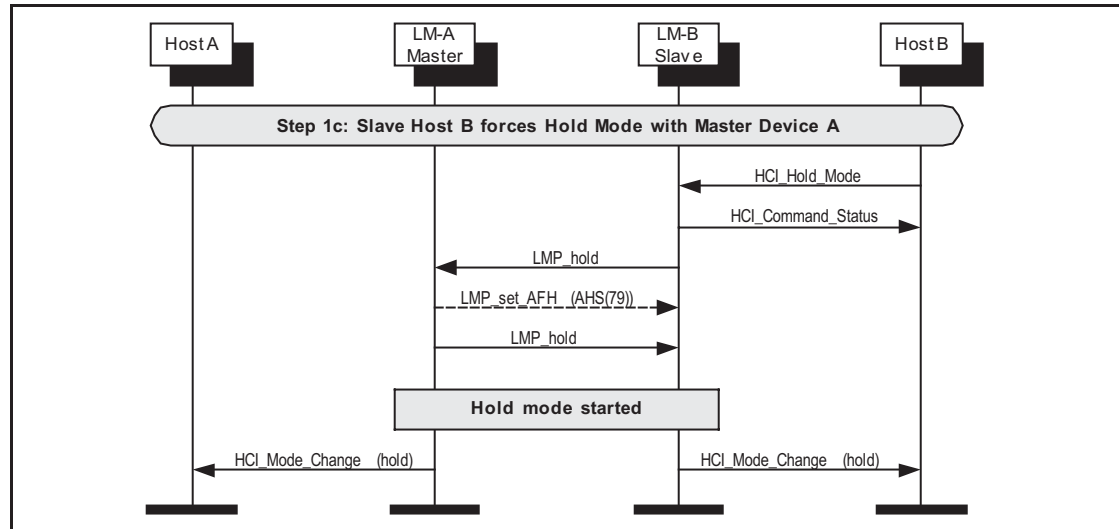 Host A
LM-A
Master
LM-B
Slave
Host B
Step 1c: Slave Host B forces Hold Mode with Master Device A
HCI_Hold_Mode
HCI_Command_Status
LMP_hold
LMP_set_AFH (AHS(79))
LMP_hold
Hold mode started
HCI_Mode_Change (hold)
HCI_Mode_Change (hold)